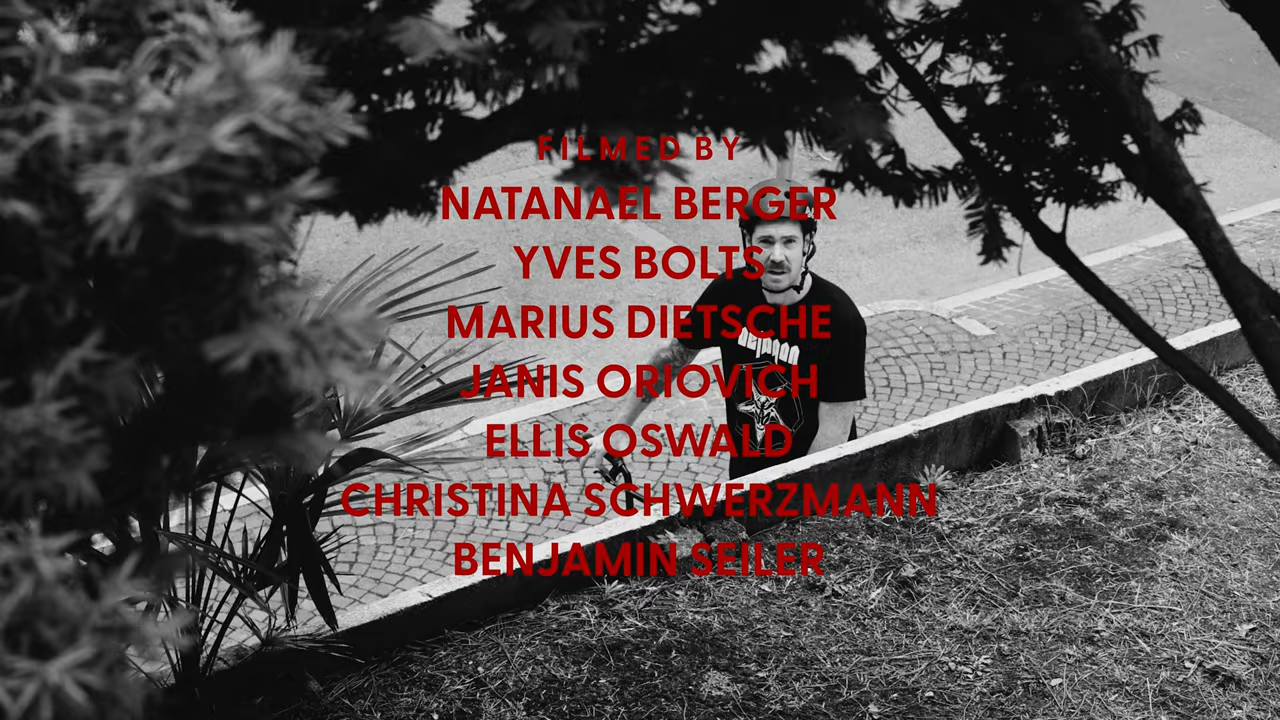 FILMED BY
NATANAEL BERGER
YVES BOLTS
MARIUS DIETSCHE
JANIS ORIOVICH
ELLIS OSWALD
CHRISTINA SCHWERZMANN
BENJAMIN SEILER